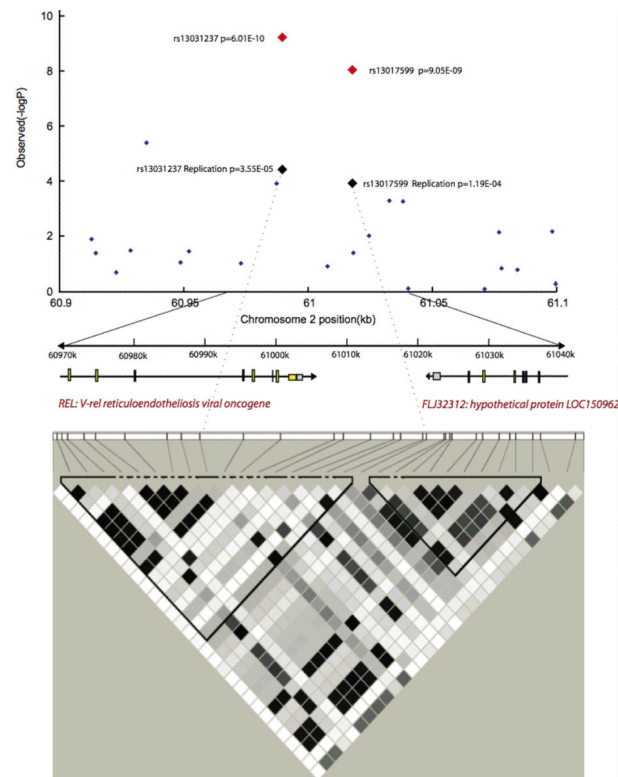 10
rs13031237 p=6.01E-10
8
rs13017599 p=9.05E-09
Observed(-logP)
6
rs13031237 Replication p=3.55E-05
rs13017599 Replication p=1.19E-04
4
2
0
60.9 60.95 61 61.05 61.1
Chromosome 2 position(kb)
60970k 60980k 60990k 61000k 61010k 61020k 61030k 61040k
REL: V-rel reticuloendotheliosis viral oncogene FLJ32312: hypothetical protein LOC150962